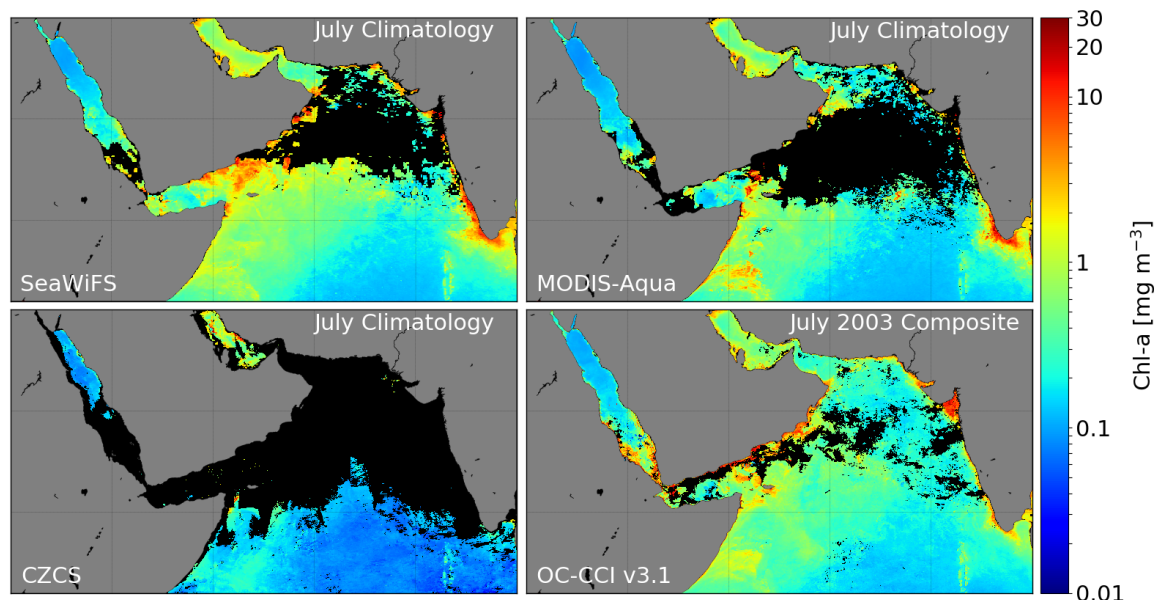 July Climatology
SeaWiFS
July Climatology
MODIS-Aqua
July Climatology
CZCS
July 2003 Composite
OC-CCI v3.1
30
20
10
1
0.1
0.01
Chl-a [mg m⁻³]